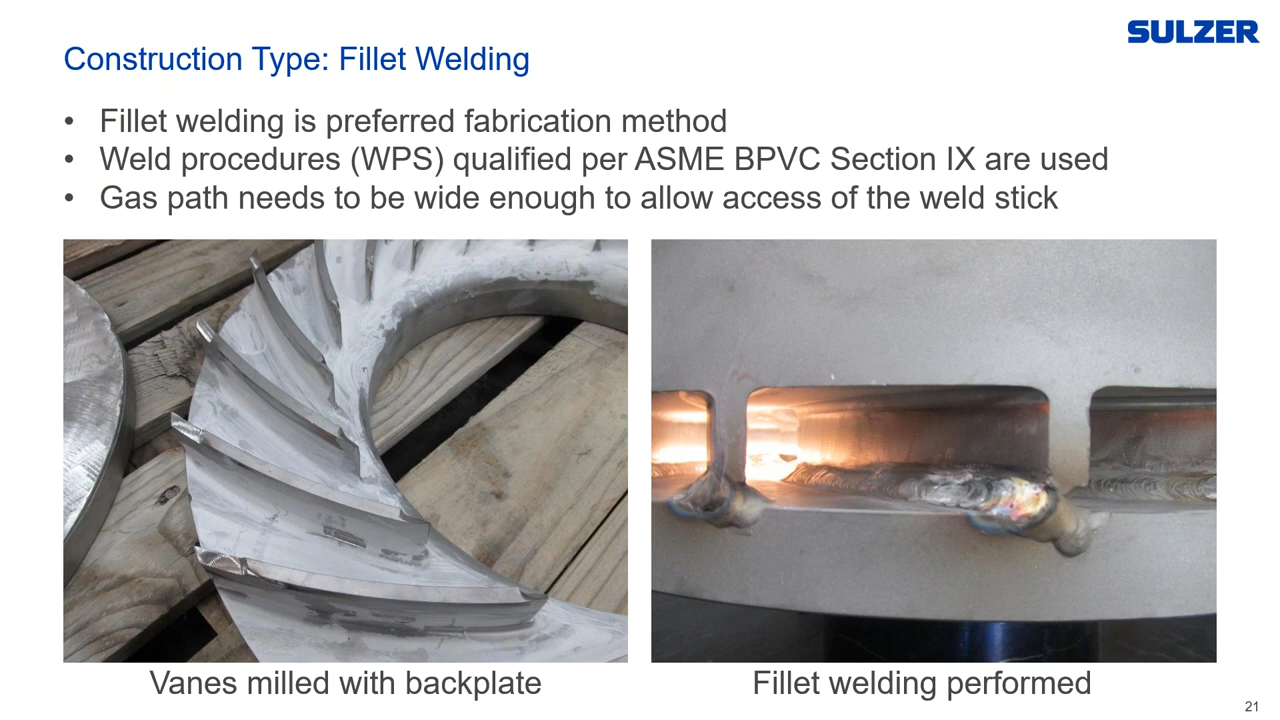 SULZER
Construction Type: Fillet Welding
• Fillet welding is preferred fabrication method
• Weld procedures (WPS) qualified per ASME BPVC Section IX are used
• Gas path needs to be wide enough to allow access of the weld stick
Vanes milled with backplate
Fillet welding performed
21